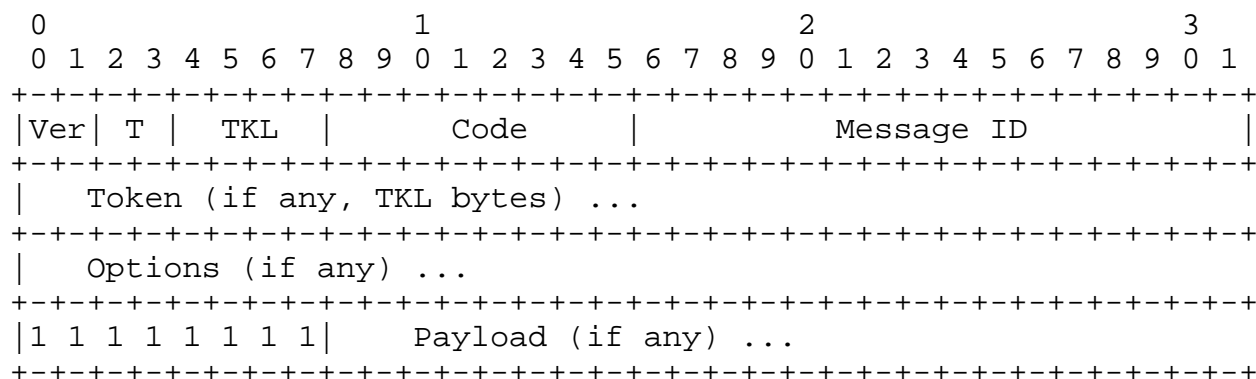 0                   1                   2                   3
 0 1 2 3 4 5 6 7 8 9 0 1 2 3 4 5 6 7 8 9 0 1 2 3 4 5 6 7 8 9 0 1
+-+-+-+-+-+-+-+-+-+-+-+-+-+-+-+-+-+-+-+-+-+-+-+-+-+-+-+-+-+-+-+-+
|Ver| T |  TKL  |      Code     |          Message ID           |
+-+-+-+-+-+-+-+-+-+-+-+-+-+-+-+-+-+-+-+-+-+-+-+-+-+-+-+-+-+-+-+-+
|   Token (if any, TKL bytes) ...
+-+-+-+-+-+-+-+-+-+-+-+-+-+-+-+-+-+-+-+-+-+-+-+-+-+-+-+-+-+-+-+-+
|   Options (if any) ...
+-+-+-+-+-+-+-+-+-+-+-+-+-+-+-+-+-+-+-+-+-+-+-+-+-+-+-+-+-+-+-+-+
|1 1 1 1 1 1 1 1|    Payload (if any) ...
+-+-+-+-+-+-+-+-+-+-+-+-+-+-+-+-+-+-+-+-+-+-+-+-+-+-+-+-+-+-+-+-+